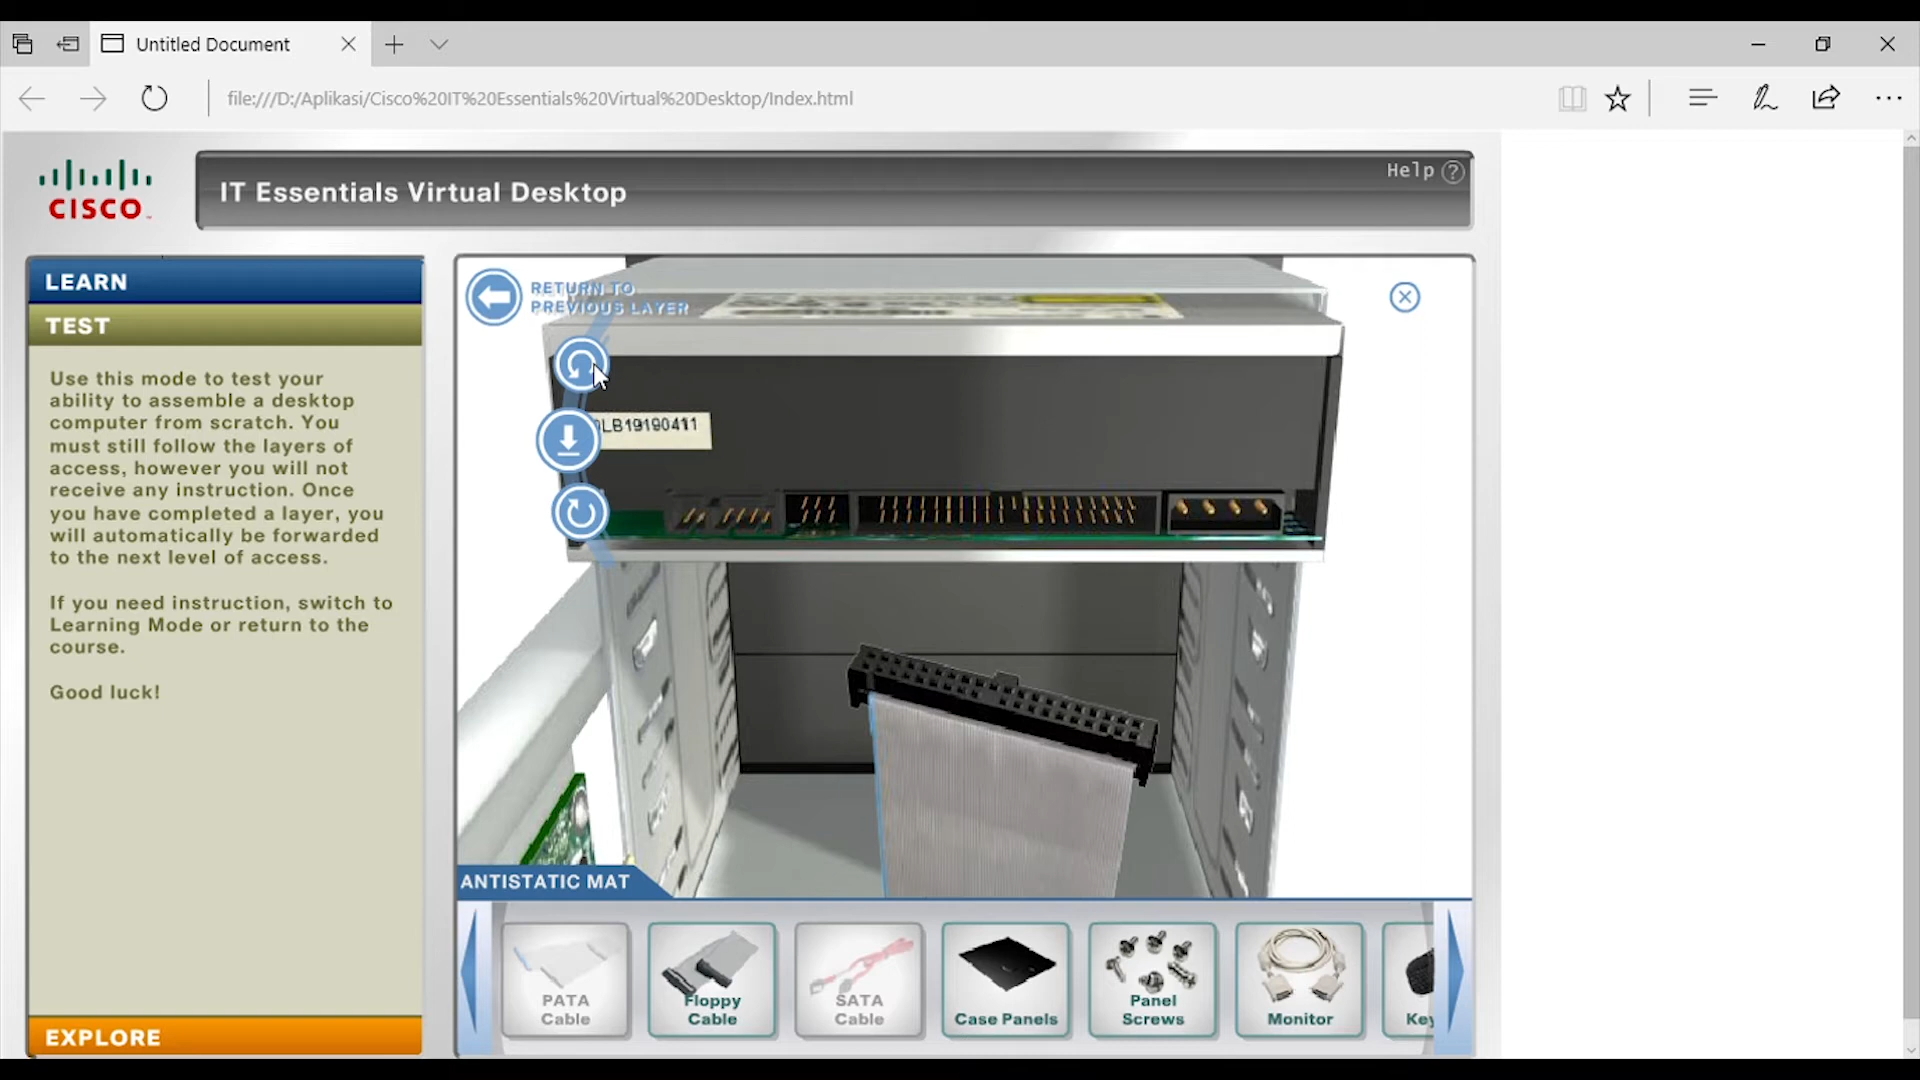 Untitled Document
file:///D:/Aplikasi/Cisco%20IT%20Essentials%20Virtual%20Desktop/Index.html
CISCO
IT Essentials Virtual Desktop
Help ?
LEARN
TEST
Use this mode to test your
ability to assemble a desktop
computer from scratch. You
must still follow the layers of
access, however you will not
receive any instruction. Once
you have completed a layer, you
will automatically be forwarded
to the next level of access.
If you need instruction, switch to
Learning Mode or return to the
course.
Good luck!
EXPLORE
RETURN TO
PREVIOUS LAYER
LB19190411
ANTISTATIC MAT
PATA
Cable
Floppy
Cable
SATA
Cable
Case Panels
Panel
Screws
Monitor
Key